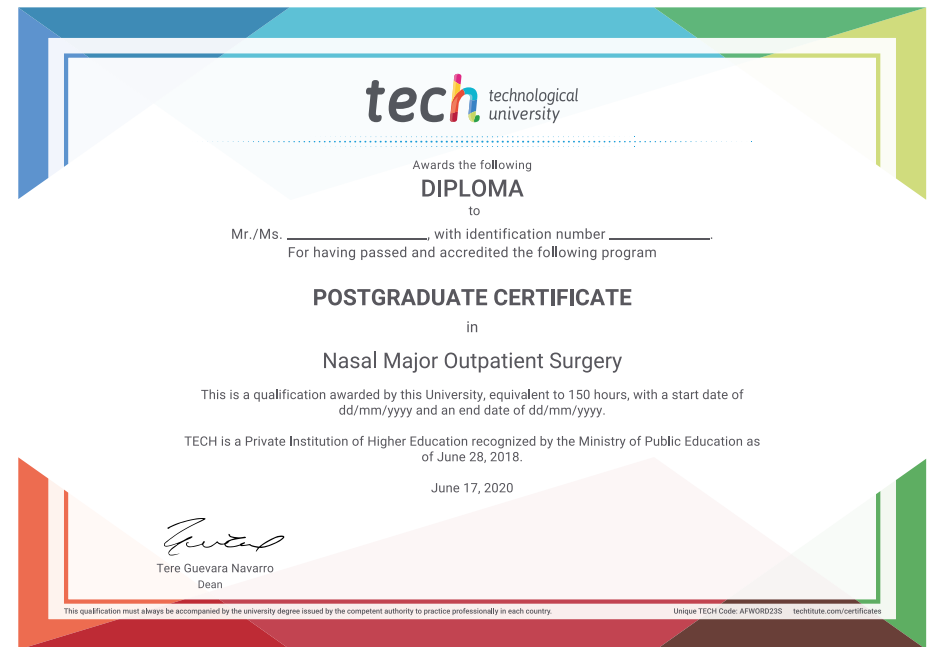 tech technological
university
Awards the following
DIPLOMA
to
Mr./Ms. ____________________, with identification number ______________.
For having passed and accredited the following program
POSTGRADUATE CERTIFICATE
in
Nasal Major Outpatient Surgery
This is a qualification awarded by this University, equivalent to 150 hours, with a start date of
dd/mm/yyyy and an end date of dd/mm/yyyy.
TECH is a Private Institution of Higher Education recognized by the Ministry of Public Education as
of June 28, 2018.
June 17, 2020
Tere Guevara Navarro
Dean
This qualification must always be accompanied by the university degree issued by the competent authority to practice professionally in each country.
Unique TECH Code: AFWORD23S techtitute.com/certificates